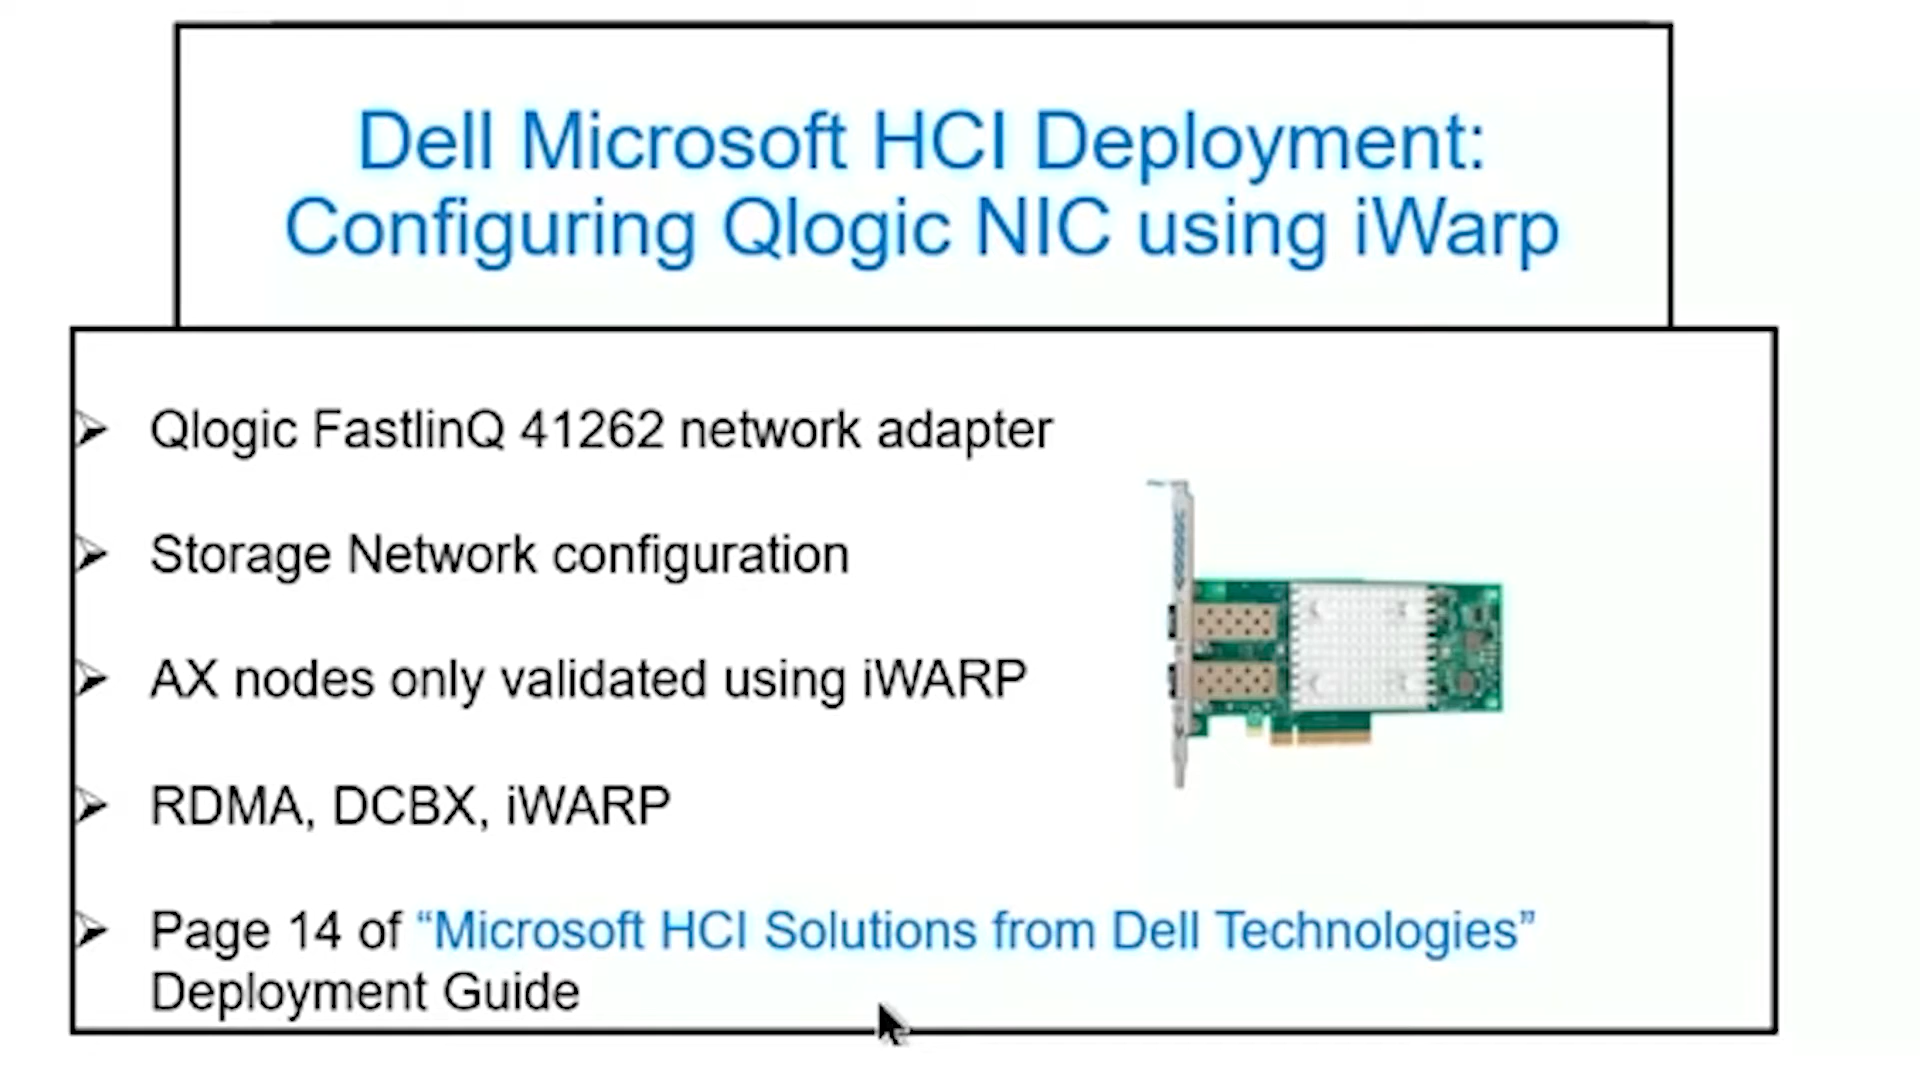 Dell Microsoft HCI Deployment:
Configuring Qlogic NIC using iWarp
Qlogic FastlinQ 41262 network adapter
Storage Network configuration
AX nodes only validated using iWARP
RDMA, DCBX, iWARP
Page 14 of “Microsoft HCI Solutions from Dell Technologies”
Deployment Guide